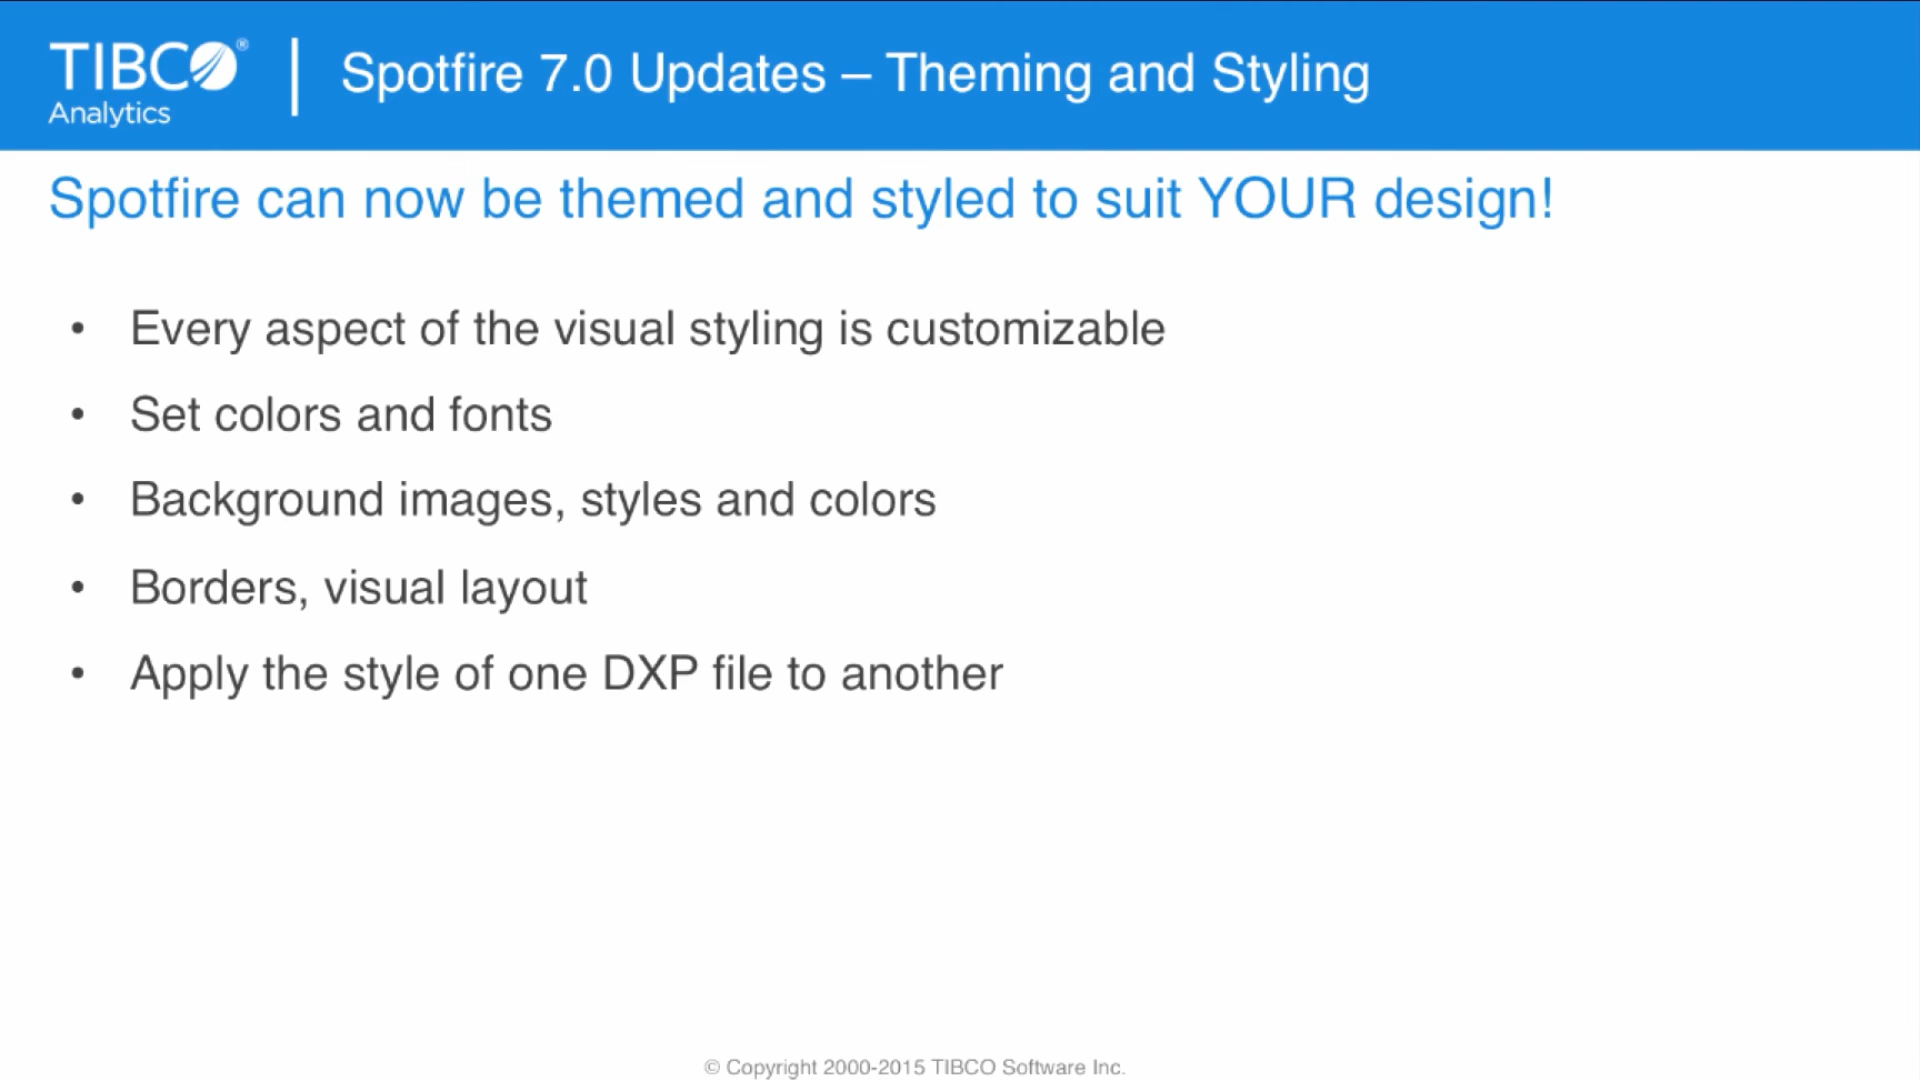 TIBCO®
Analytics
Spotfire 7.0 Updates – Theming and Styling
Spotfire can now be themed and styled to suit YOUR design!
• Every aspect of the visual styling is customizable
• Set colors and fonts
• Background images, styles and colors
• Borders, visual layout
• Apply the style of one DXP file to another
© Copyright 2000-2015 TIBCO Software Inc.